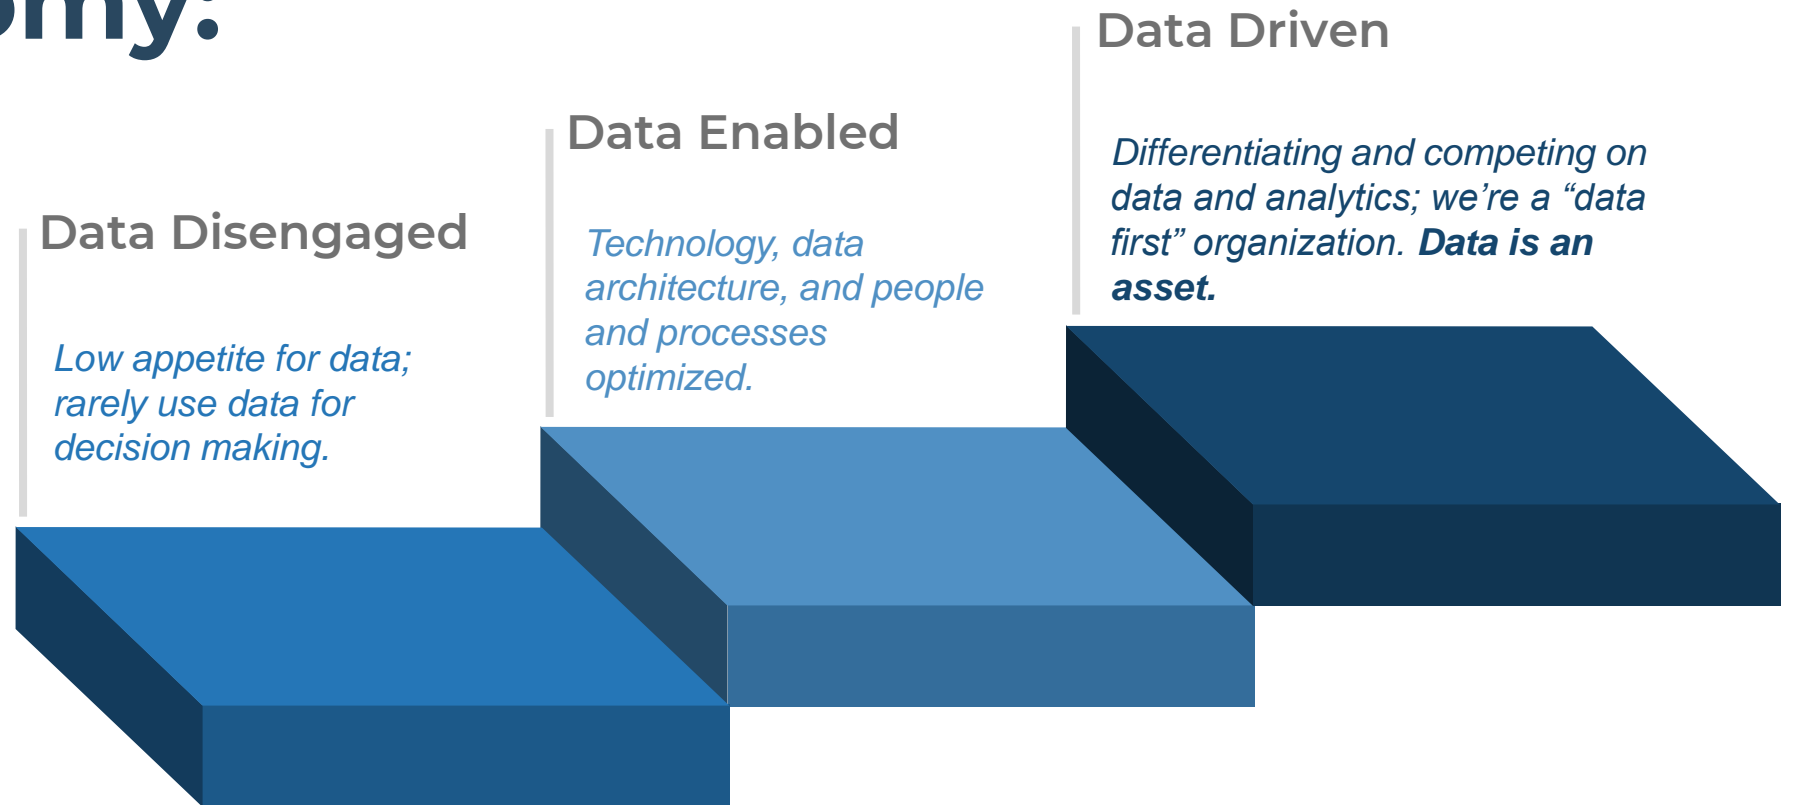 omy:
Data Disengaged
Low appetite for data;
rarely use data for
decision making.
Data Enabled
Technology, data
architecture, and people
and processes
optimized.
Data Driven
Differentiating and competing on
data and analytics; we’re a “data
first” organization. Data is an
asset.